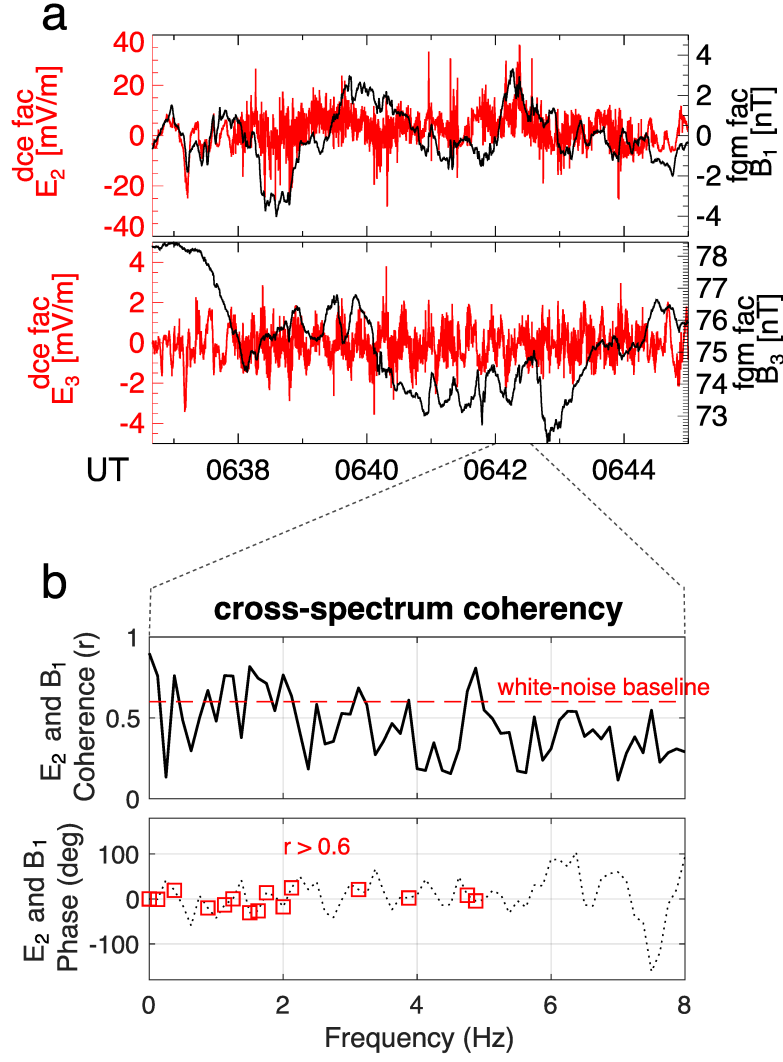 a
40
20
0
-20
-40
dce fac
E2 [mV/m]
4
2
0
-2
-4
fgm fac
B1 [nT]
4
2
0
-2
-4
dce fac
E3 [mV/m]
78
77
76
75
74
73
fgm fac
B3 [nT]
UT
0638
0640
0642
0644
b
cross-spectrum coherency
1
0.5
0
E2 and B1
Coherence (r)
white-noise baseline
100
0
-100
E2 and B1
Phase (deg)
r > 0.6
0
2
4
6
8
Frequency (Hz)